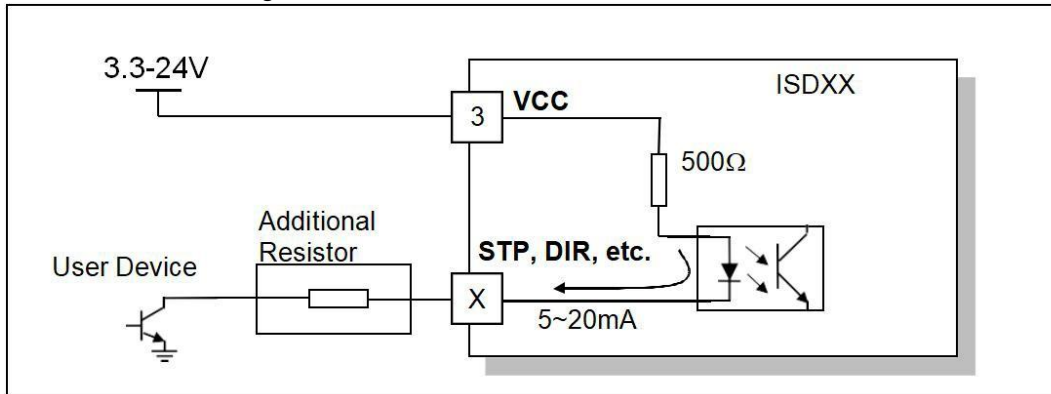 3.3-24V
ISDXX
3
VCC
500Ω
Additional
Resistor
STP, DIR, etc.
User Device
X
5~20mA